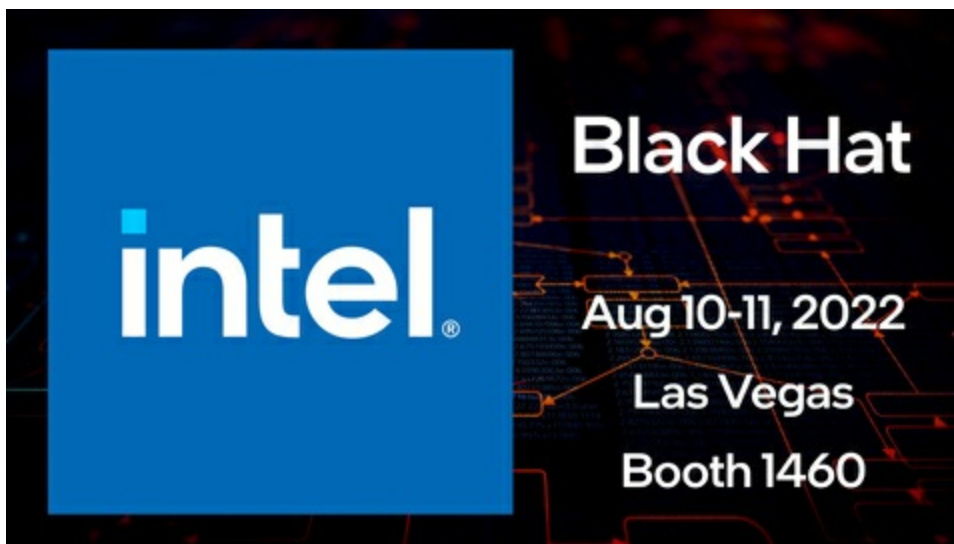 intel®
Black Hat
Aug 10-11, 2022
Las Vegas
Booth 1460